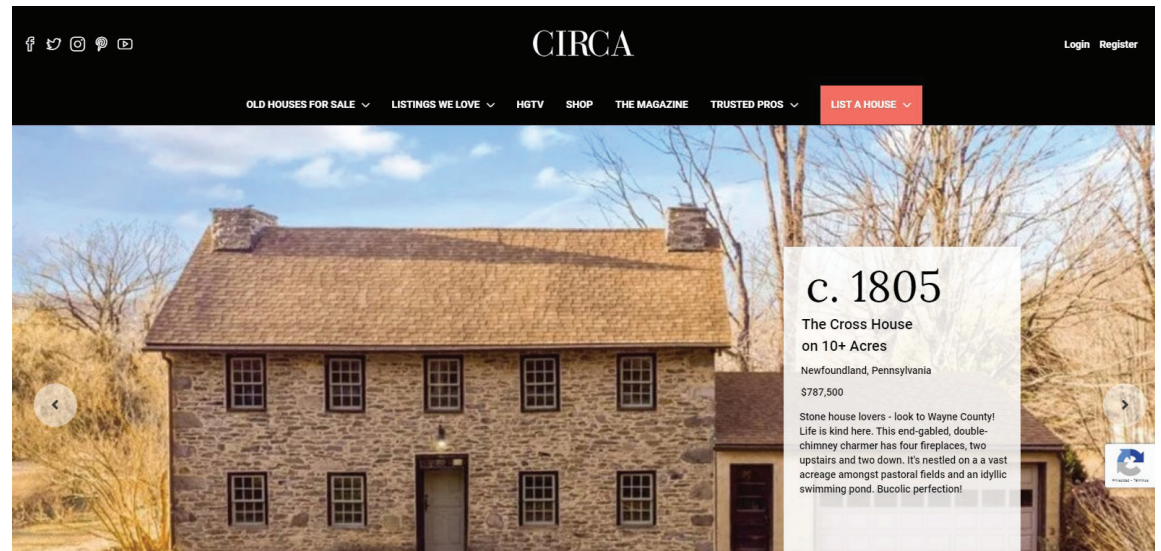 CIRCA
Login Register
OLD HOUSES FOR SALE LISTINGS WE LOVE HGTV SHOP THE MAGAZINE TRUSTED PROS LIST A HOUSE
c. 1805
The Cross House
on 10+ Acres
Newfoundland, Pennsylvania
$787,500
Stone house lovers - look to Wayne County!
Life is kind here. This end-gabled, double-
chimney charmer has four fireplaces, two
upstairs and two down. It's nestled on a a vast
acreage amongst pastoral fields and an idyllic
swimming pond. Bucolic perfection!
Privacidad - Términos